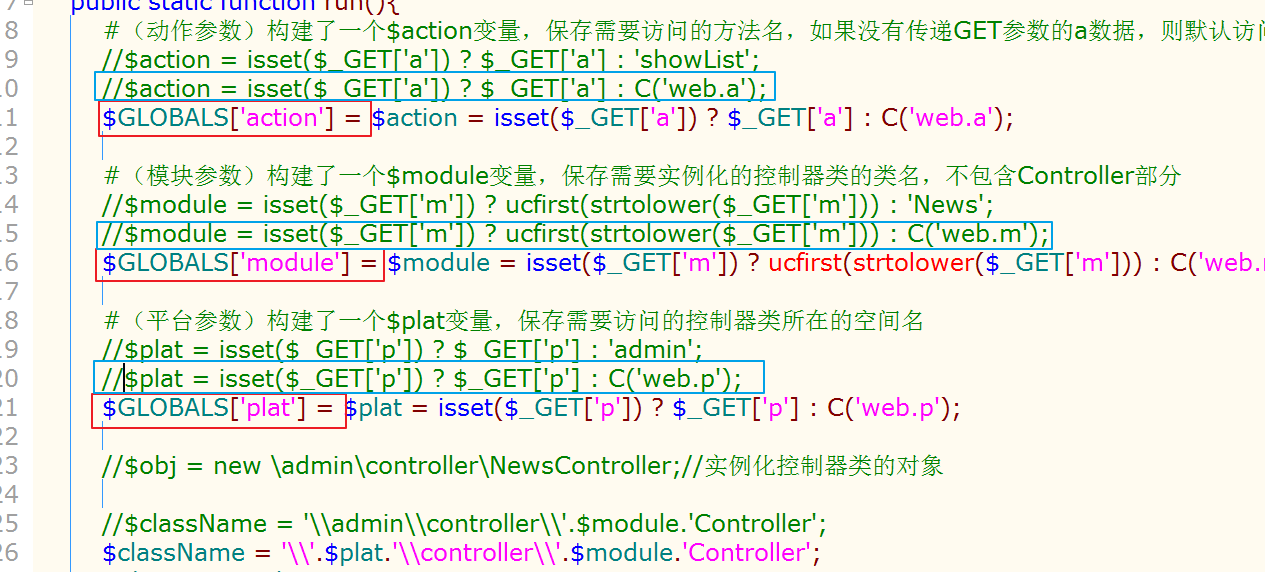 7 public static function run(){
8 #（动作参数）构建了一个$action变量，保存需要访问的方法名，如果没有传递GET参数的a数据，则默认访
9 //$action = isset($_GET['a']) ? $_GET['a'] : 'showList';
10 //$action = isset($_GET['a']) ? $_GET['a'] : C('web.a');
11 $GLOBALS['action'] = $action = isset($_GET['a']) ? $_GET['a'] : C('web.a');
12
13 #（模块参数）构建了一个$module变量，保存需要实例化的控制器类的类名，不包含Controller部分
14 //$module = isset($_GET['m']) ? ucfirst(strtolower($_GET['m'])) : 'News';
15 //$module = isset($_GET['m']) ? ucfirst(strtolower($_GET['m'])) : C('web.m');
16 $GLOBALS['module'] = $module = isset($_GET['m']) ? ucfirst(strtolower($_GET['m'])) : C('web.
17
18 #（平台参数）构建了一个$plat变量，保存需要访问的控制器类所在的空间名
19 //$plat = isset($_GET['p']) ? $_GET['p'] : 'admin';
20 //$plat = isset($_GET['p']) ? $_GET['p'] : C('web.p');
21 $GLOBALS['plat'] = $plat = isset($_GET['p']) ? $_GET['p'] : C('web.p');
22
23 //$obj = new \admin\controller\NewsController;//实例化控制器类的对象
24
25 //$className = '\\admin\\controller\\'.$module.'Controller';
26 $className = '\\'.$plat.'\\controller\\'.$module.'Controller';